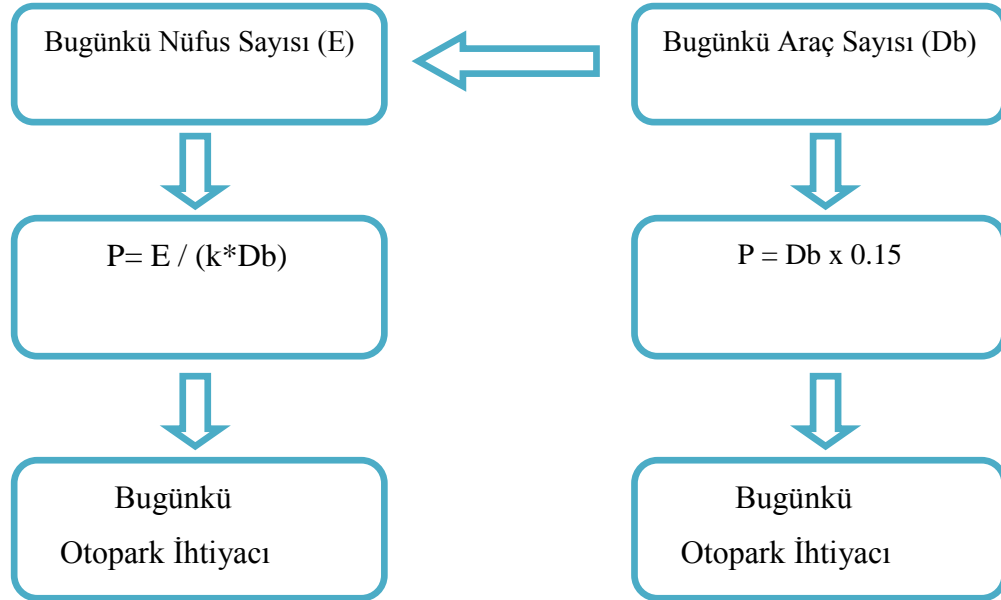 Bugünkü Nüfus Sayısı (E)
Bugünkü Araç Sayısı (Db)
P= E / (k*Db)
P = Db x 0.15
Bugünkü
Otopark İhtiyacı
Bugünkü
Otopark İhtiyacı